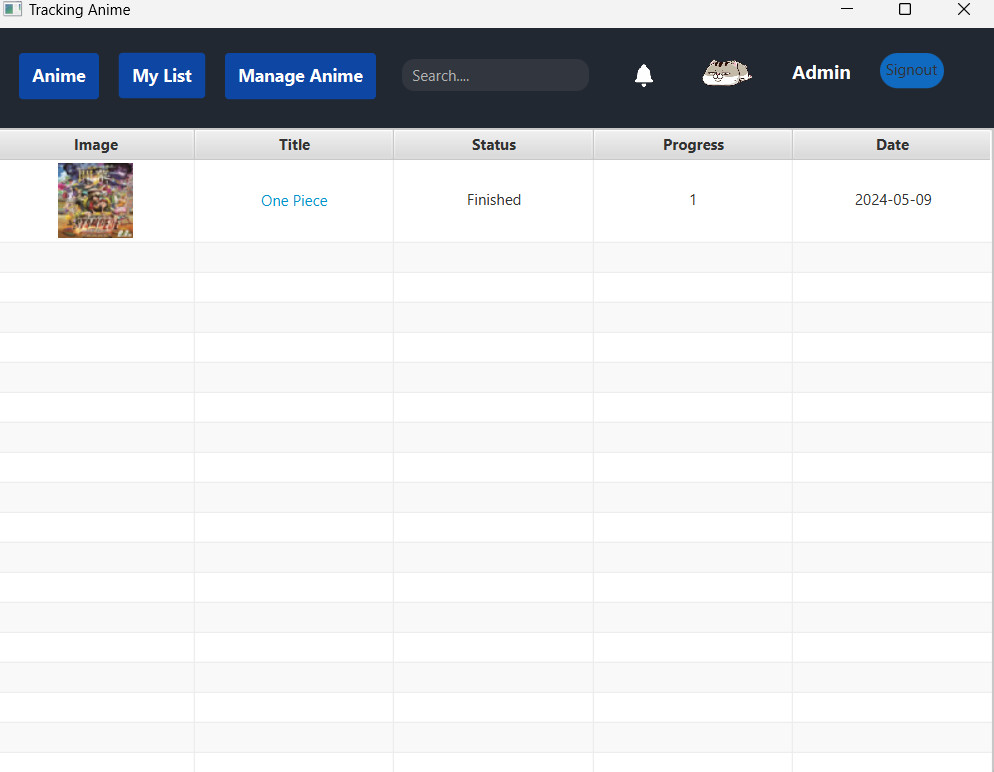 Tracking Anime
Anime My List Manage Anime Search.... Admin Signout
Image Title Status Progress Date
One Piece Finished 1 2024-05-09